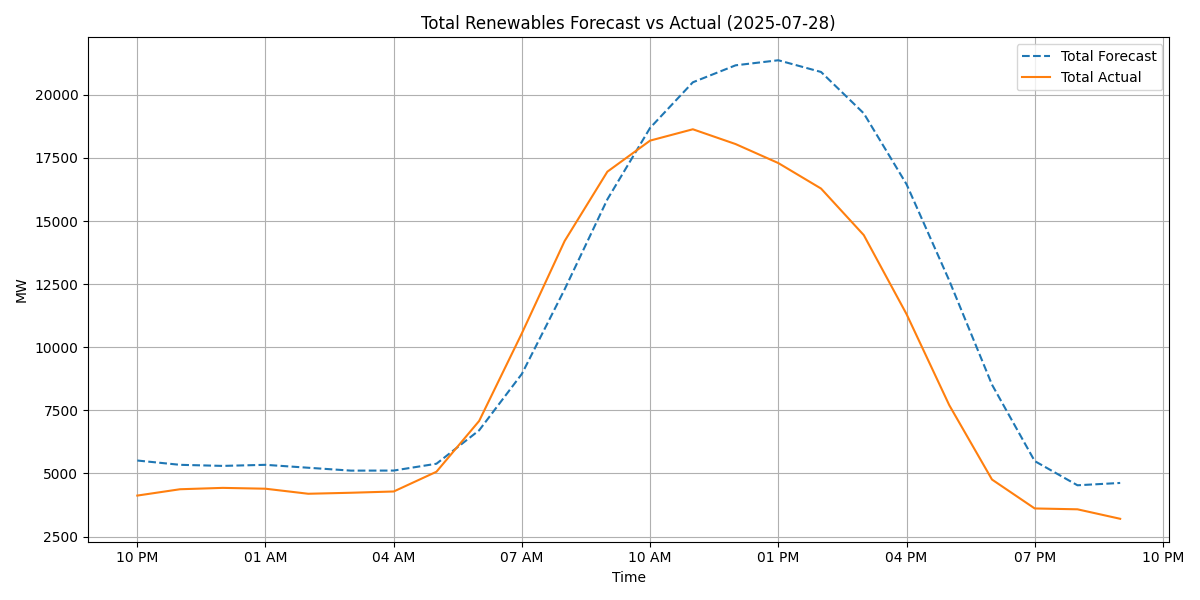 Total Renewables Forecast vs Actual (2025-07-28)
Total Forecast
Total Actual
20000
17500
15000
12500
10000
7500
5000
2500
MW
10 PM 01 AM 04 AM 07 AM 10 AM 01 PM 04 PM 07 PM 10 PM
Time